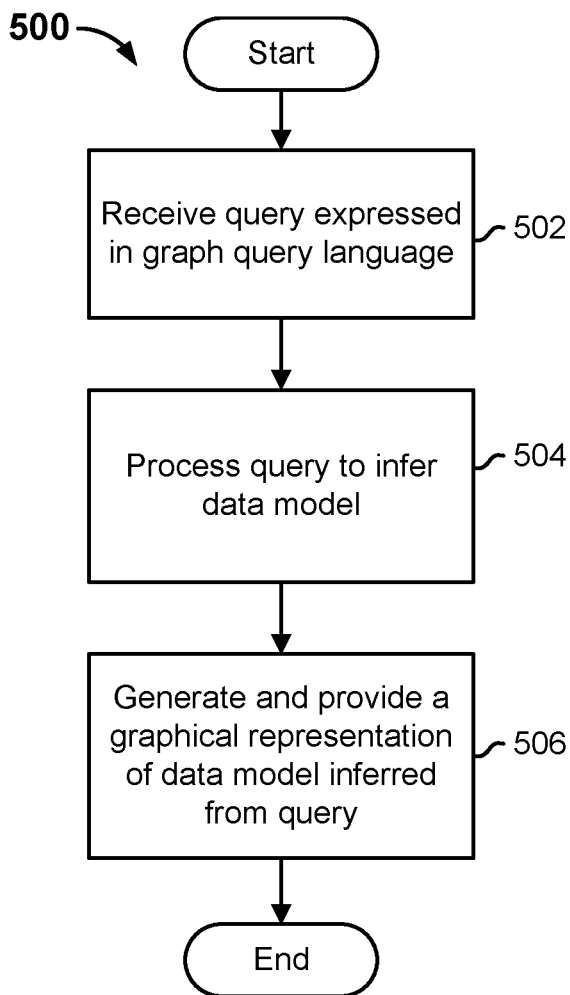 500
Start
Receive query expressed
in graph query language
502
Process query to infer
data model
504
Generate and provide a
graphical representation
of data model inferred
from query
506
End